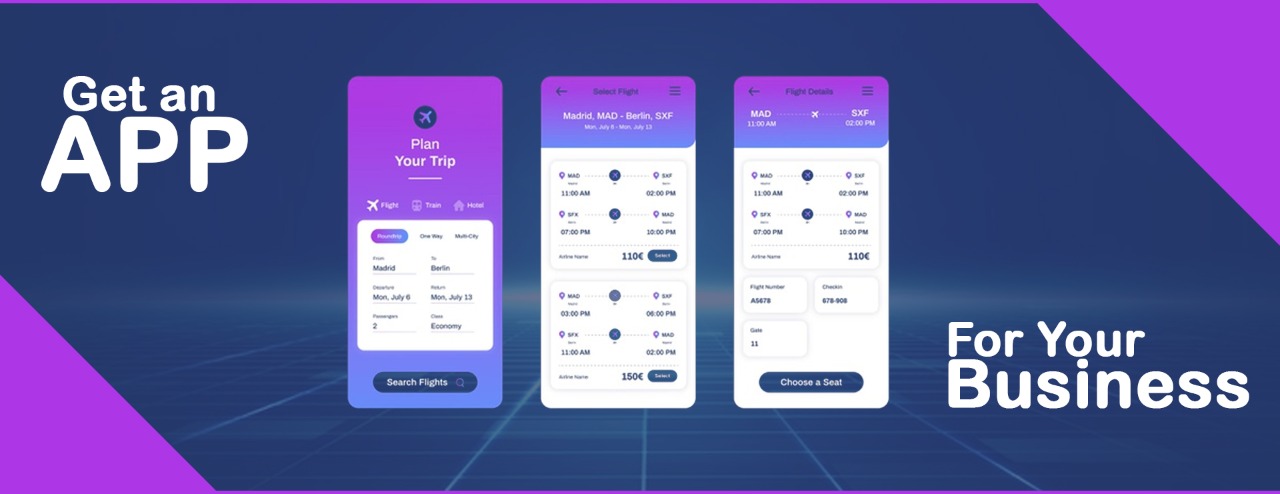 Get an
APP
Plan
Your Trip
Flight Train Hotel
Roundtrip One Way Multi-City
From To
Madrid Berlin
Departure Return
Mon, July 6 Mon, July 13
Passengers Class
2 Economy
Search Flights
Select Flight
Madrid, MAD - Berlin, SXF
Mon, July 6 - Mon, July 13
MAD SXF
11:00 AM 02:00 PM
SFX MAD
07:00 PM 10:00 PM
Airline Name 110€ Select
MAD SXF
03:00 PM 06:00 PM
SFX MAD
11:00 AM 02:00 PM
Airline Name 150€ Select
Flight Details
MAD SXF
11:00 AM 02:00 PM
MAD SXF
11:00 AM 02:00 PM
SFX MAD
07:00 PM 10:00 PM
Airline Name 110€
Flight Number Checkin
A5678 678-908
Gate
11
Choose a Seat
For Your
Business